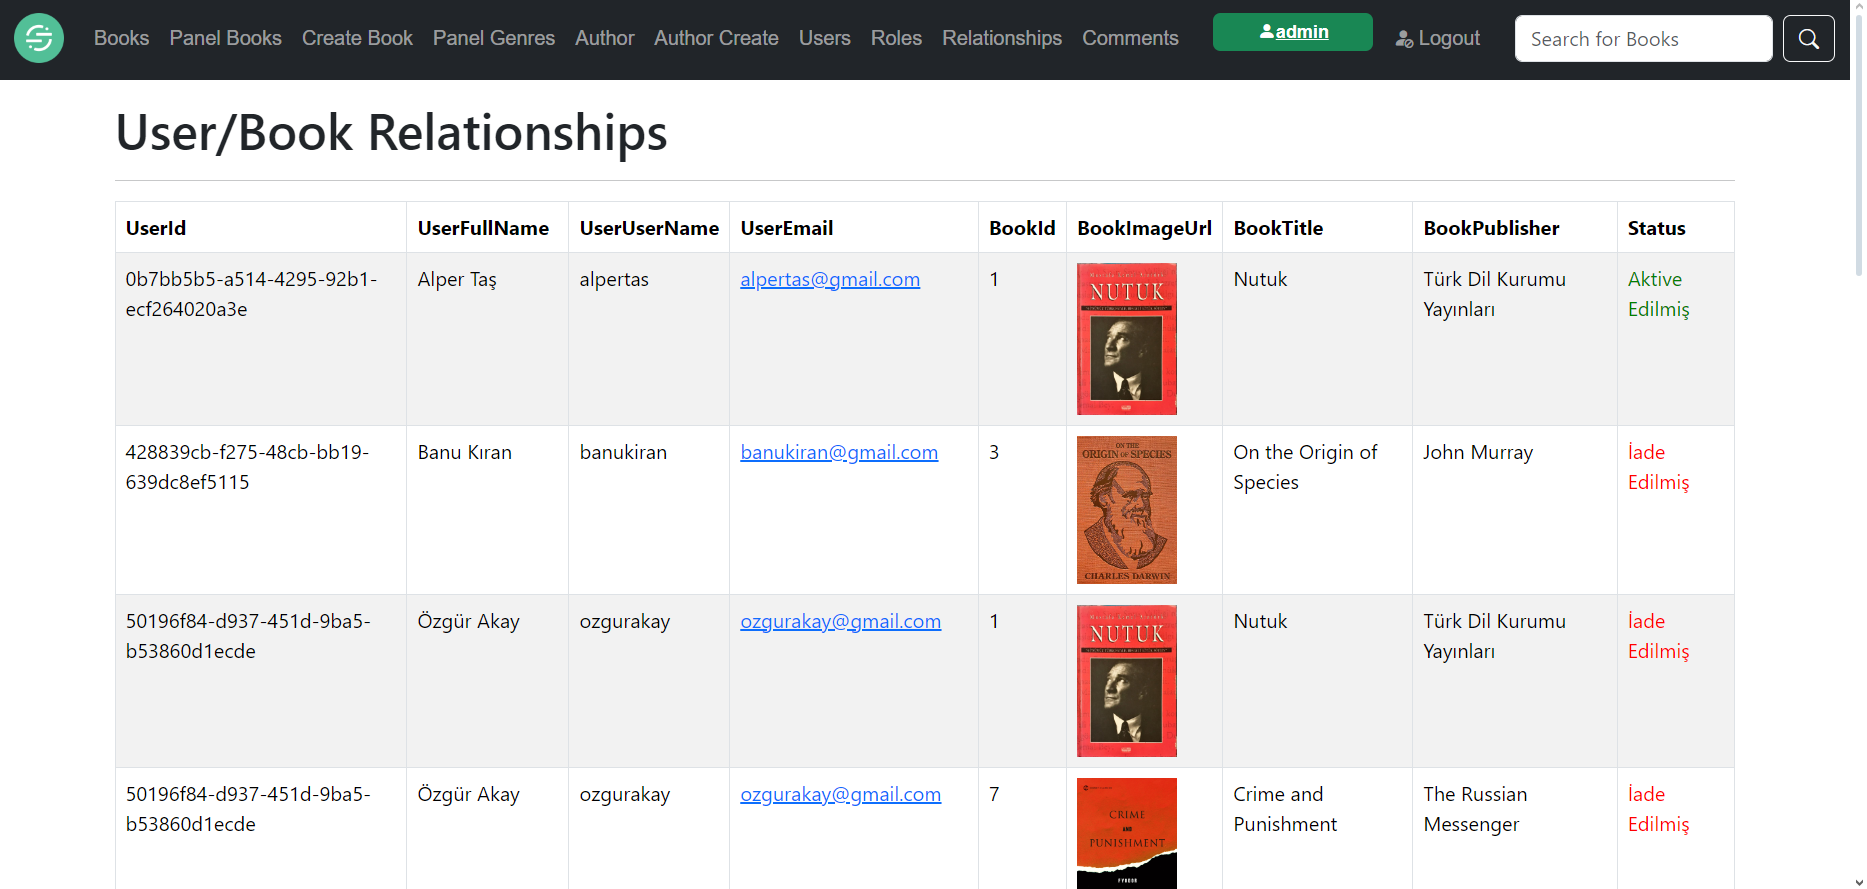 Books Panel Books Create Book Panel Genres Author Author Create Users Roles Relationships Comments admin Logout Search for Books
User/Book Relationships
UserId UserFullName UserUserName UserEmail BookId BookImageUrl BookTitle BookPublisher Status
0b7bb5b5-a514-4295-92b1- Alper Taş alpertas alpertas@gmail.com 1 Nutuk Türk Dil Kurumu Aktive
ecf264020a3e Yayınları Edilmiş
NUTUK
428839cb-f275-48cb-bb19- Banu Kıran banukiran banukiran@gmail.com 3 On the Origin of John Murray İade
639dc8ef5115 Species Edilmiş
ON THE
ORIGIN OF SPECIES
CHARLES DARWIN
50196f84-d937-451d-9ba5- Özgür Akay ozgurakay ozgurakay@gmail.com 1 Nutuk Türk Dil Kurumu İade
b53860d1ecde Yayınları Edilmiş
NUTUK
50196f84-d937-451d-9ba5- Özgür Akay ozgurakay ozgurakay@gmail.com 7 Crime and The Russian İade
b53860d1ecde Punishment Messenger Edilmiş
CRIME
AND
PUNISHMENT
FYODOR